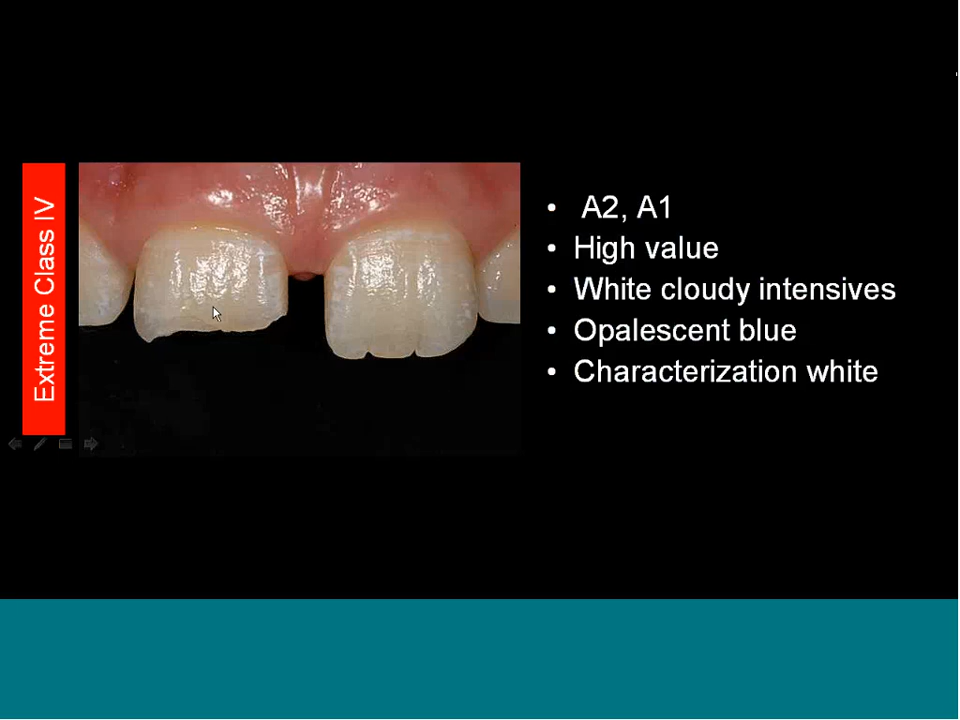 Extreme Class IV
• A2, A1
• High value
• White cloudy intensives
• Opalescent blue
• Characterization white